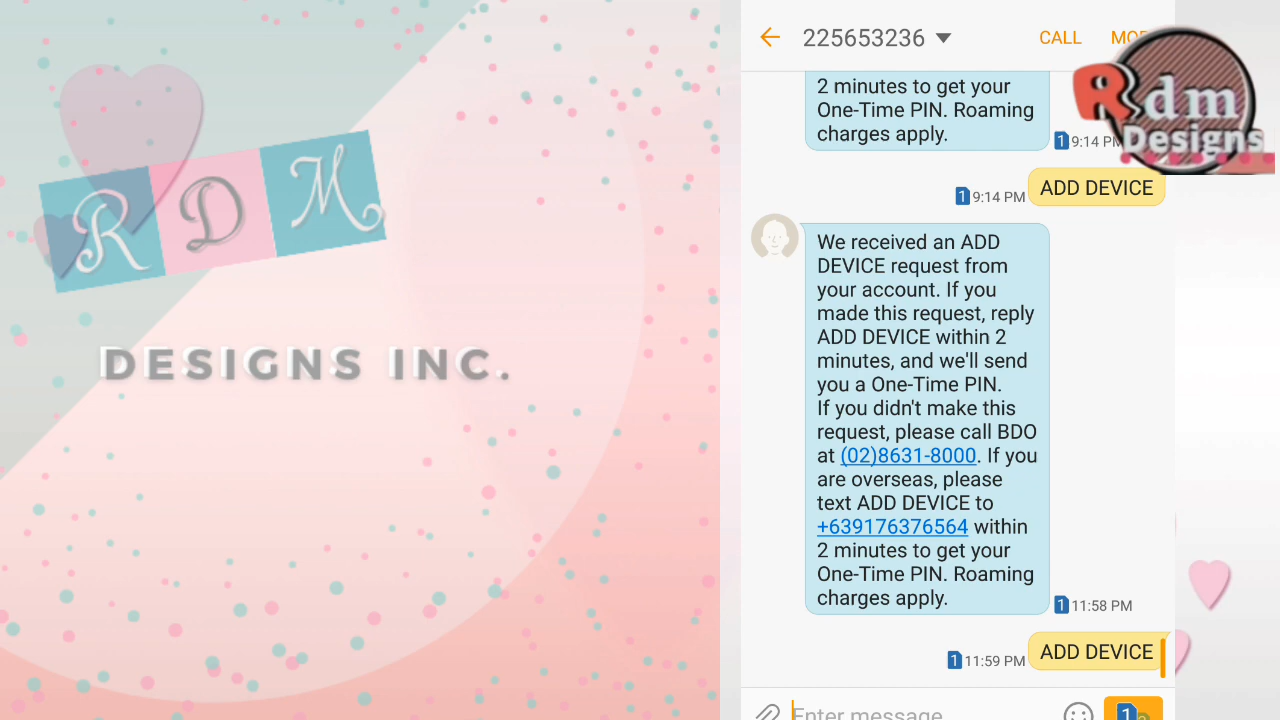 R D M
DESIGNS INC.
225653236
CALL
Rdm
Designs
2 minutes to get your
One-Time PIN. Roaming
charges apply.
1 9:14 PM
1 9:14 PM
ADD DEVICE
We received an ADD
DEVICE request from
your account. If you
made this request, reply
ADD DEVICE within 2
minutes, and we'll send
you a One-Time PIN.
If you didn't make this
request, please call BDO
at (02)8631-8000. If you
are overseas, please
text ADD DEVICE to
+639176376564 within
2 minutes to get your
One-Time PIN. Roaming
charges apply.
1 11:58 PM
1 11:59 PM
ADD DEVICE
Enter message
1